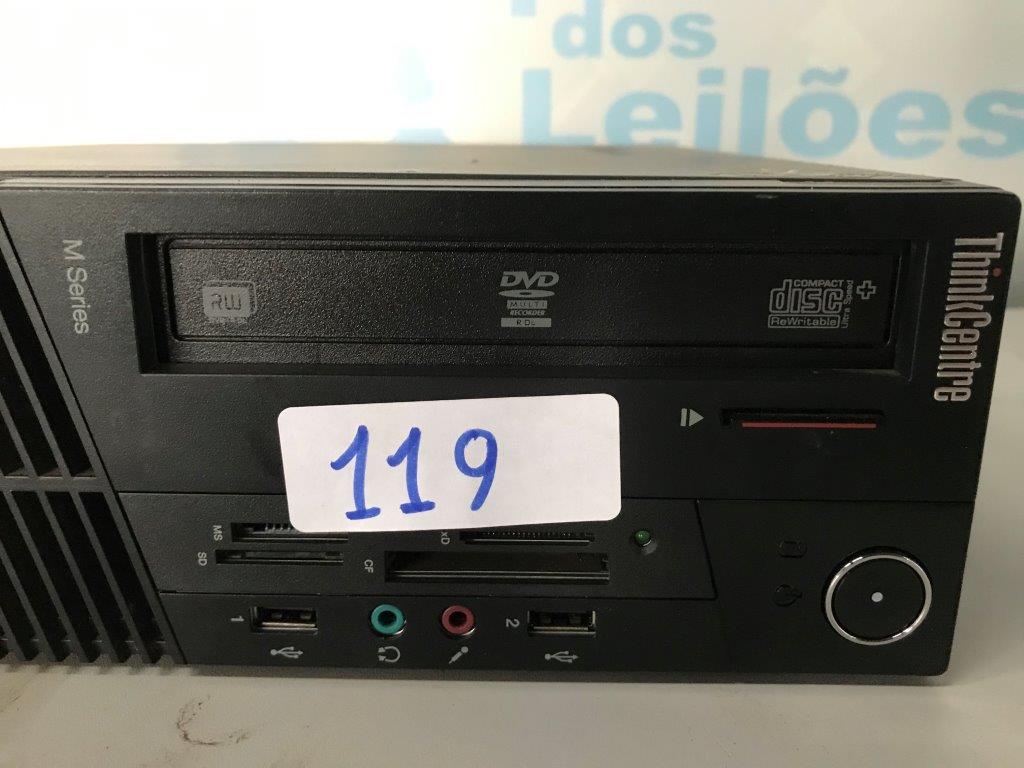 dos
Leilões
M Series
RW
DVD
MULTI
RECORDER
R DL
COMPACT
disc
ReWritable
Ultra Speed
+
ThinkCentre
119
MS
SD
xD
CF
1
2